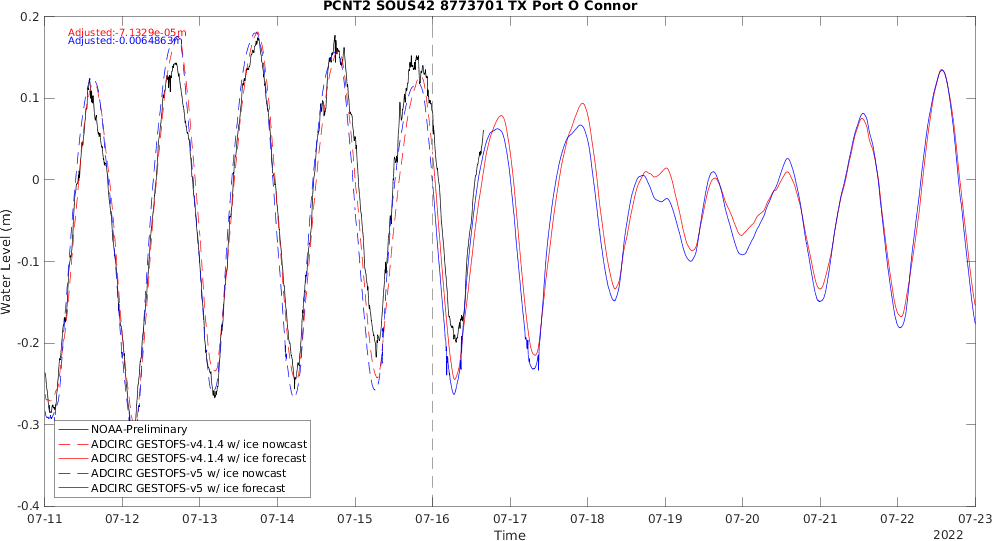 PCNT2 SOUS42 8773701 TX Port O Connor
Adjusted:-7.1329e-05m
Adjusted:-0.0064863m
0.2
0.1
0
-0.1
-0.2
-0.3
-0.4
Water Level (m)
NOAA-Preliminary
ADCIRC GESTOFS-v4.1.4 w/ ice nowcast
ADCIRC GESTOFS-v4.1.4 w/ ice forecast
ADCIRC GESTOFS-v5 w/ ice nowcast
ADCIRC GESTOFS-v5 w/ ice forecast
07-11 07-12 07-13 07-14 07-15 07-16 07-17 07-18 07-19 07-20 07-21 07-22 07-23
Time
2022